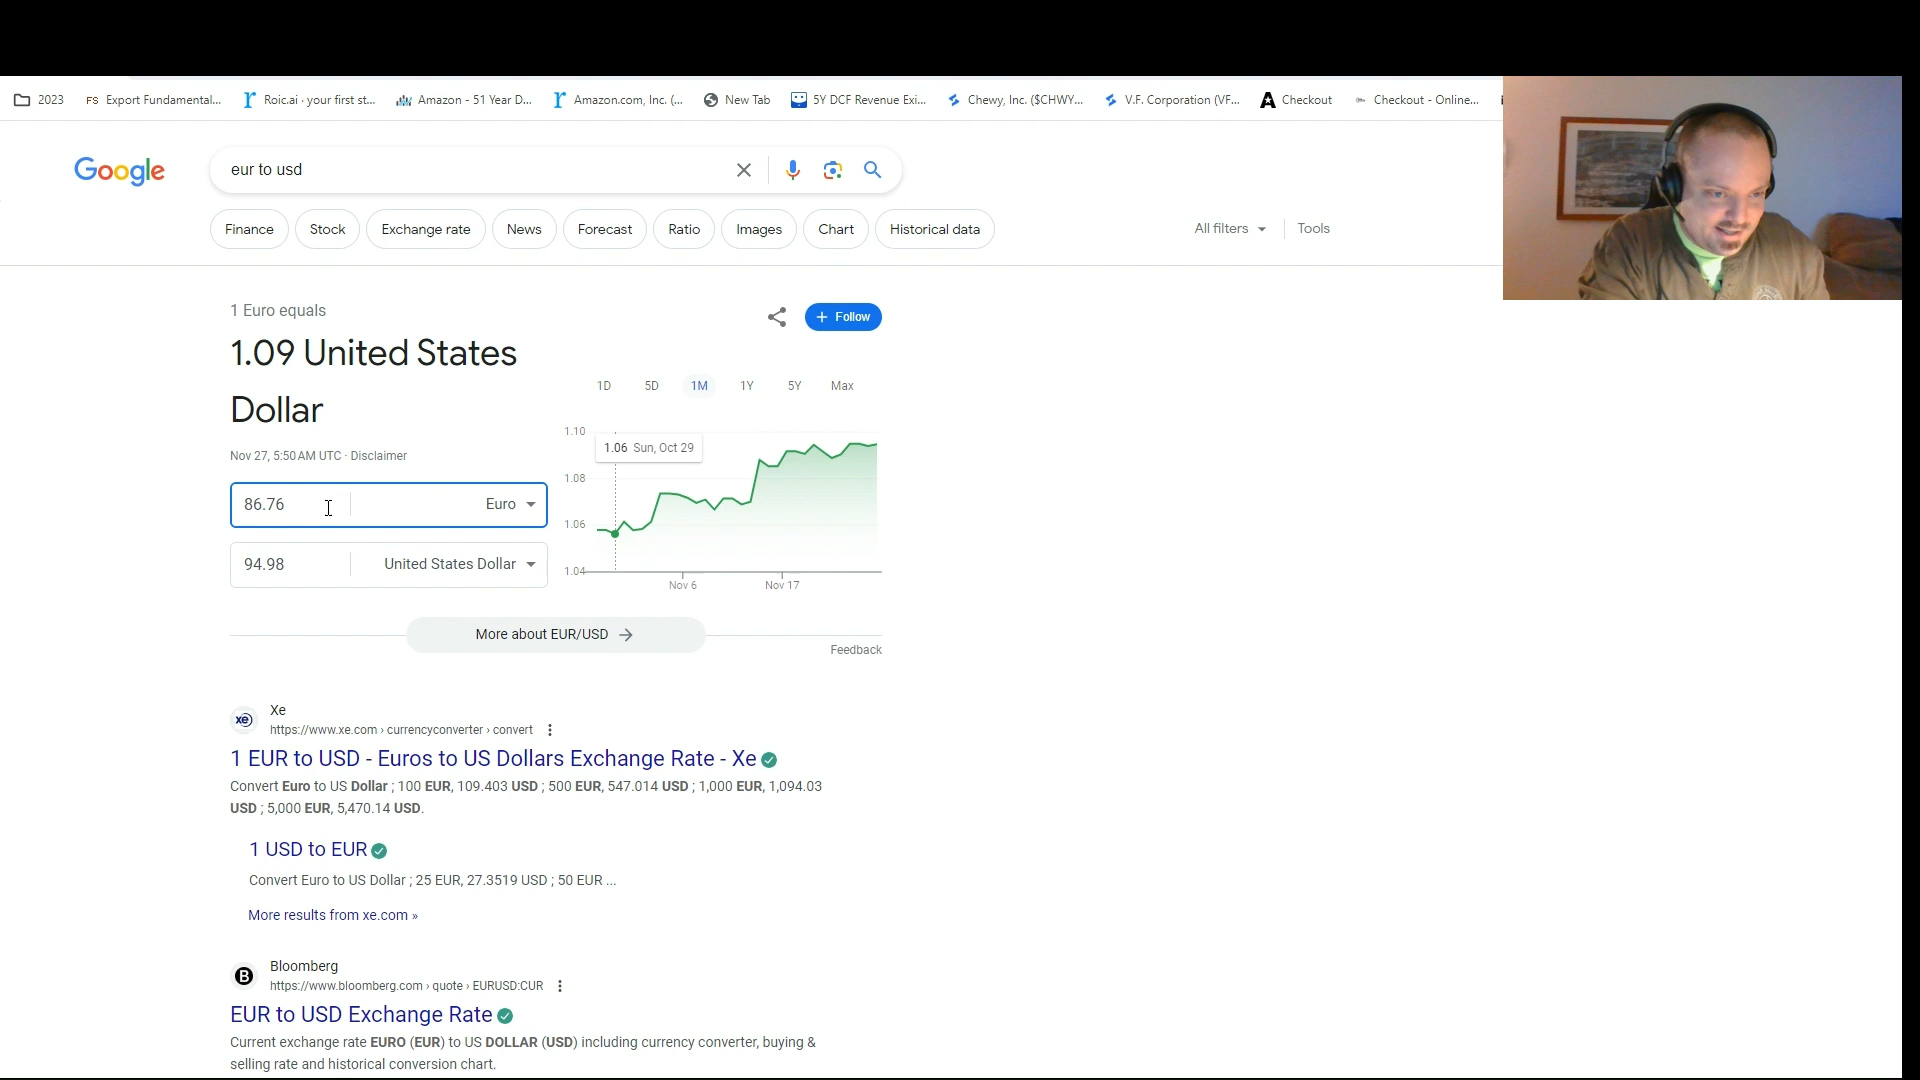 2023
FS Export Fundamental...
Roic.ai · your first st...
Amazon - 51 Year D...
Amazon.com, Inc. (...
New Tab
5Y DCF Revenue Exi...
Chewy, Inc. ($CHWY...
V.F. Corporation (VF...
Checkout
Checkout - Online...
Google
eur to usd
Finance
Stock
Exchange rate
News
Forecast
Ratio
Images
Chart
Historical data
All filters
Tools
1 Euro equals
1.09 United States
Dollar
Follow
1D 5D 1M 1Y 5Y Max
Nov 27, 5:50 AM UTC · Disclaimer
86.76 Euro
94.98 United States Dollar
1.10
1.06 Sun, Oct 29
1.08
1.06
1.04
Nov 6 Nov 17
More about EUR/USD
Feedback
xe
Xe
https://www.xe.com › currencyconverter › convert
1 EUR to USD - Euros to US Dollars Exchange Rate - Xe
Convert Euro to US Dollar ; 100 EUR, 109.403 USD ; 500 EUR, 547.014 USD ; 1,000 EUR, 1,094.03
USD ; 5,000 EUR, 5,470.14 USD.
1 USD to EUR
Convert Euro to US Dollar ; 25 EUR, 27.3519 USD ; 50 EUR ...
More results from xe.com »
B
Bloomberg
https://www.bloomberg.com › quote › EURUSD:CUR
EUR to USD Exchange Rate
Current exchange rate EURO (EUR) to US DOLLAR (USD) including currency converter, buying &
selling rate and historical conversion chart.